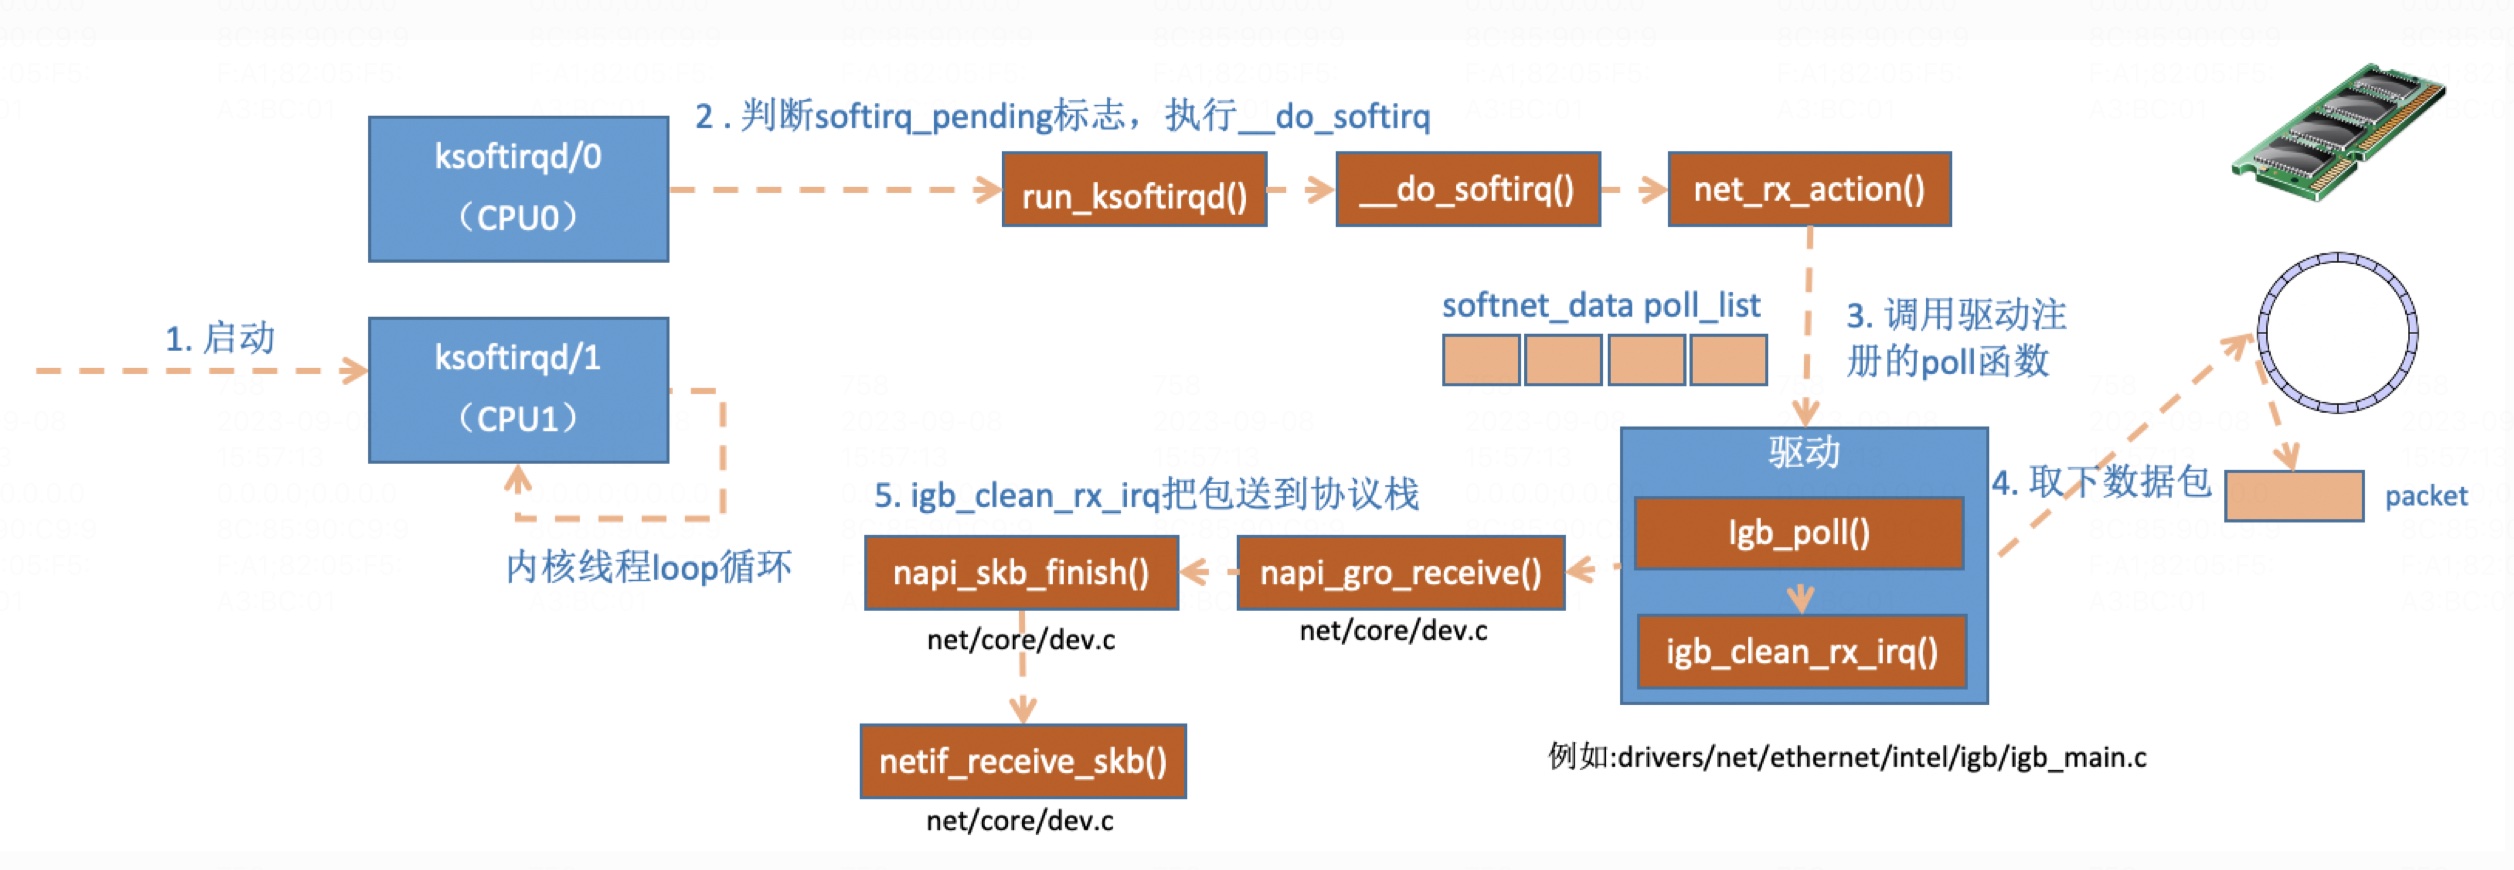 2 . 判断softirq_pending标志，执行__do_softirq
ksoftirqd/0
（CPU0）
run_ksoftirqd()
__do_softirq()
net_rx_action()
1. 启动
ksoftirqd/1
（CPU1）
内核线程loop循环
softnet_data poll_list
3. 调用驱动注
册的poll函数
驱动
Igb_poll()
igb_clean_rx_irq()
例如:drivers/net/ethernet/intel/igb/igb_main.c
4. 取下数据包
packet
5. igb_clean_rx_irq把包送到协议栈
napi_gro_receive()
net/core/dev.c
napi_skb_finish()
net/core/dev.c
netif_receive_skb()
net/core/dev.c